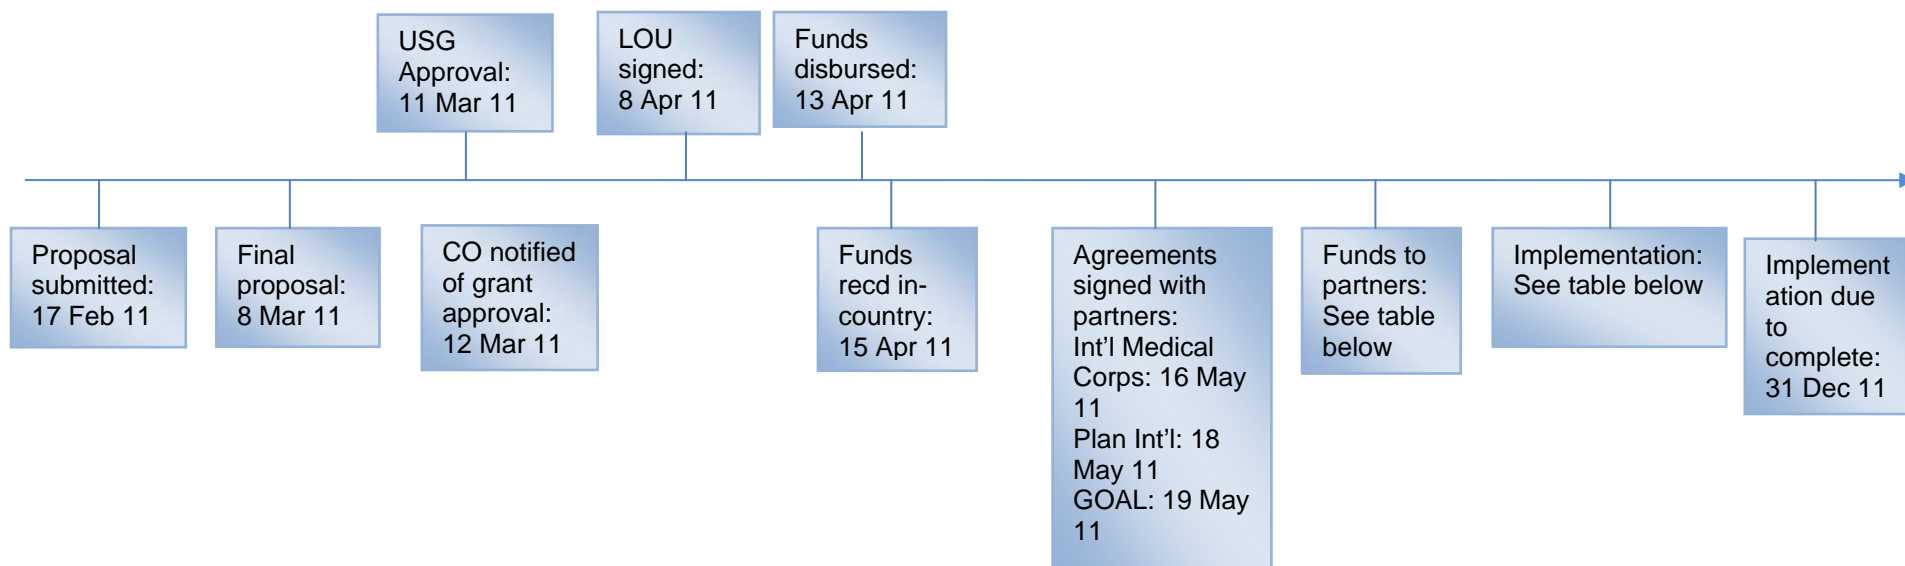 USG
Approval:
11 Mar 11
LOU
signed:
8 Apr 11
Funds
disbursed:
13 Apr 11
Proposal
submitted:
17 Feb 11
Final
proposal:
8 Mar 11
CO notified
of grant
approval:
12 Mar 11
Funds
recd in-
country:
15 Apr 11
Agreements
signed with
partners:
Int’l Medical
Corps: 16 May
11
Plan Int’l: 18
May 11
GOAL: 19 May
11
Funds to
partners:
See table
below
Implementation:
See table below
Implement
ation due
to
complete:
31 Dec 11